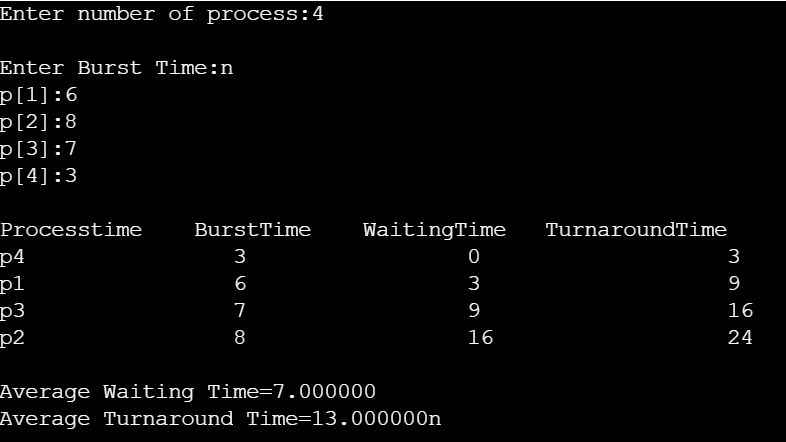 Enter number of process:4
Enter Burst Time:n
p[1]:6
p[2]:8
p[3]:7
p[4]:3
Processtime BurstTime WaitingTime TurnaroundTime
p4 3 0 3
p1 6 3 9
p3 7 9 16
p2 8 16 24
Average Waiting Time=7.000000
Average Turnaround Time=13.000000n